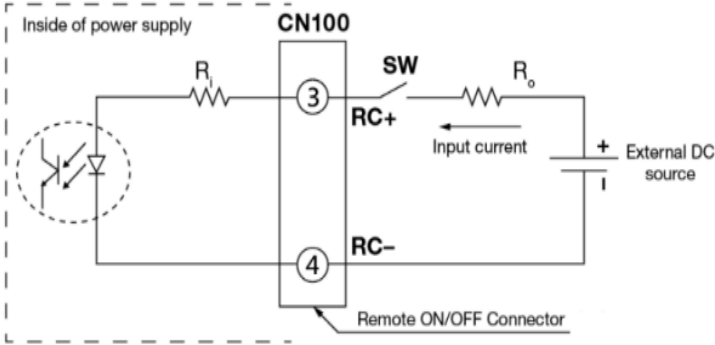 Inside of power supply
CN100
Ri
3
SW
Ro
RC+
Input current
+
External DC
source
RC−
4
Remote ON/OFF Connector